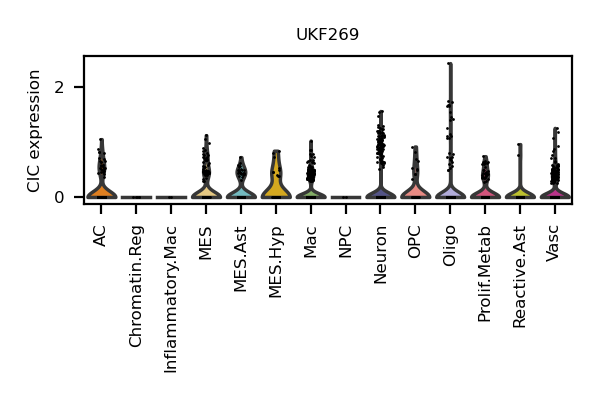 UKF269
CIC expression
2
0
AC
Chromatin.Reg
Inflammatory.Mac
MES
MES.Ast
MES.Hyp
Mac
NPC
Neuron
OPC
Oligo
Prolif.Metab
Reactive.Ast
Vasc